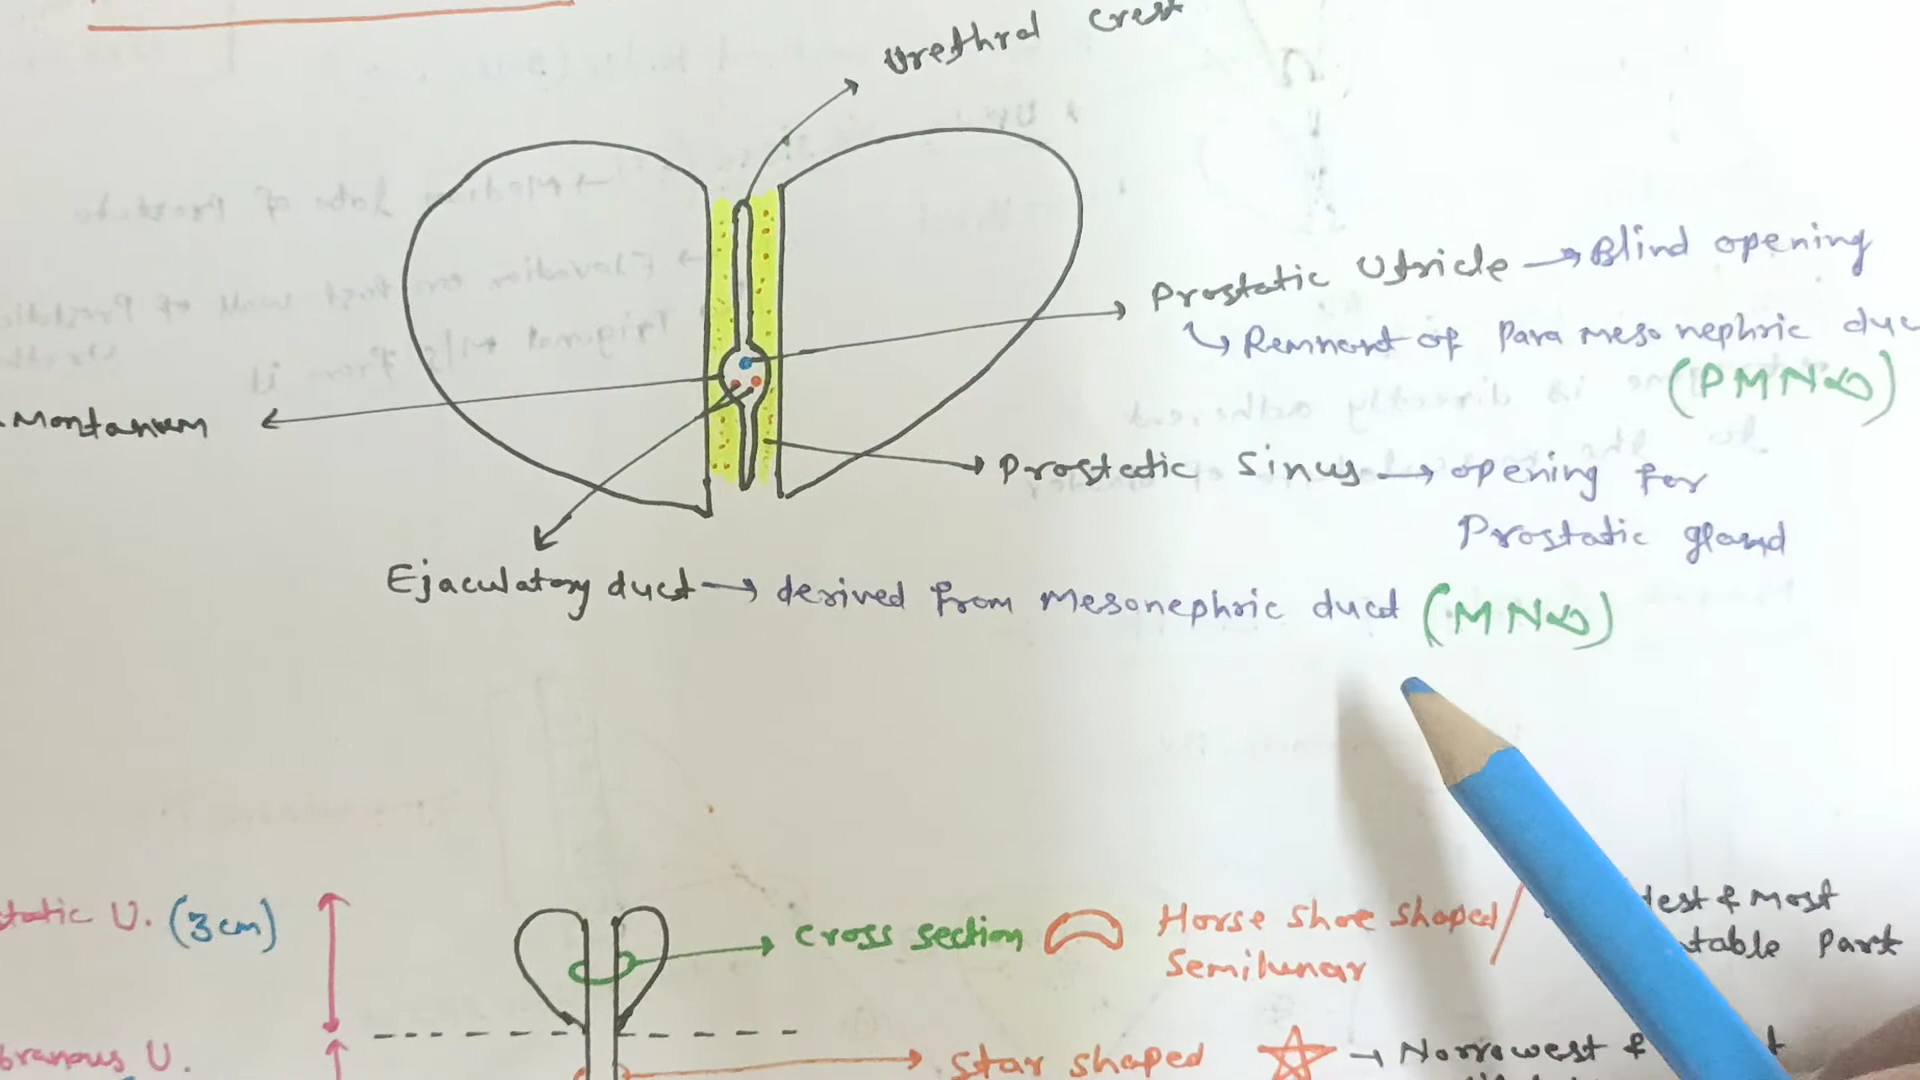 Urethral Crest
Prostatic Utricle → Blind opening
↳ Remnant of Para meso nephric duc
(PMND)
Montanum
Prostatic Sinus → opening for
Prostatic gland
Ejaculatory duct → derived from Mesonephric duct (MND)
tatic U. (3cm)
Cross section
Horse shoe shaped/
Semilunar
dest & most
table Part
branous U.
Star shaped
→ Norrowest &